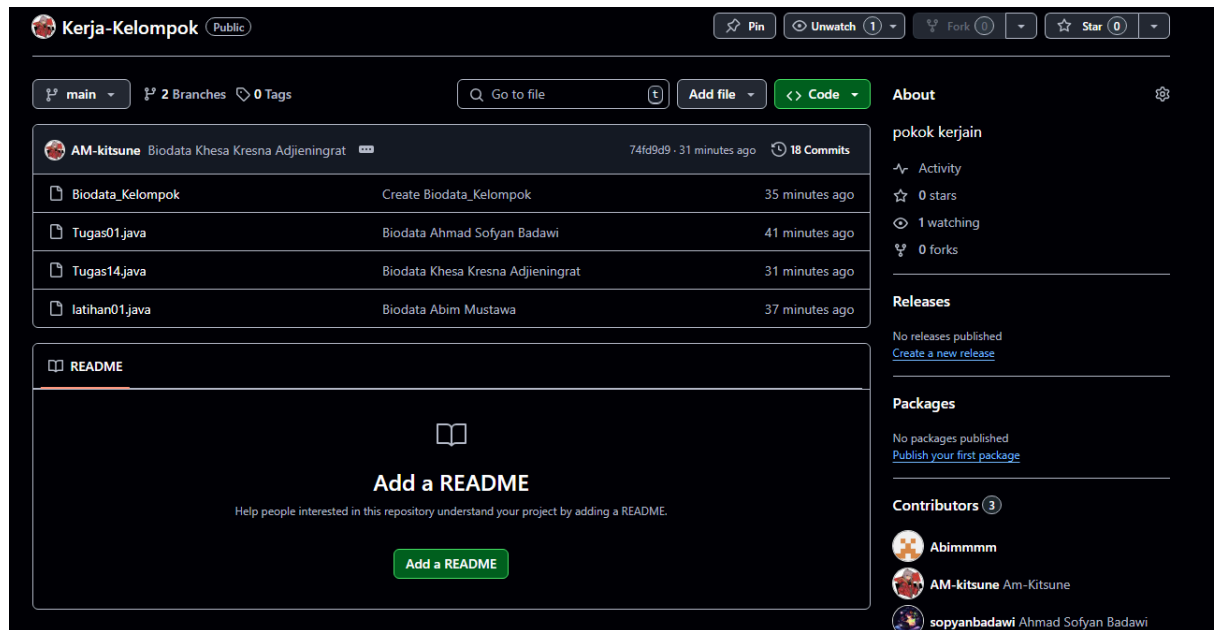 Kerja-Kelompok Public
Pin
Unwatch 1
Fork 0
Star 0
main
2 Branches
0 Tags
Go to file t
Add file
<> Code
AM-kitsune Biodata Khesa Kresna Adjieningrat 74fd9d9 · 31 minutes ago 18 Commits
Biodata_Kelompok Create Biodata_Kelompok 35 minutes ago
Tugas01.java Biodata Ahmad Sofyan Badawi 41 minutes ago
Tugas14.java Biodata Khesa Kresna Adjieningrat 31 minutes ago
latihan01.java Biodata Abim Mustawa 37 minutes ago
README
Add a README
Help people interested in this repository understand your project by adding a README.
Add a README
About
pokok kerjain
Activity
0 stars
1 watching
0 forks
Releases
No releases published
Create a new release
Packages
No packages published
Publish your first package
Contributors 3
Abimmmm
AM-kitsune Am-Kitsune
sopyanbadawi Ahmad Sofyan Badawi